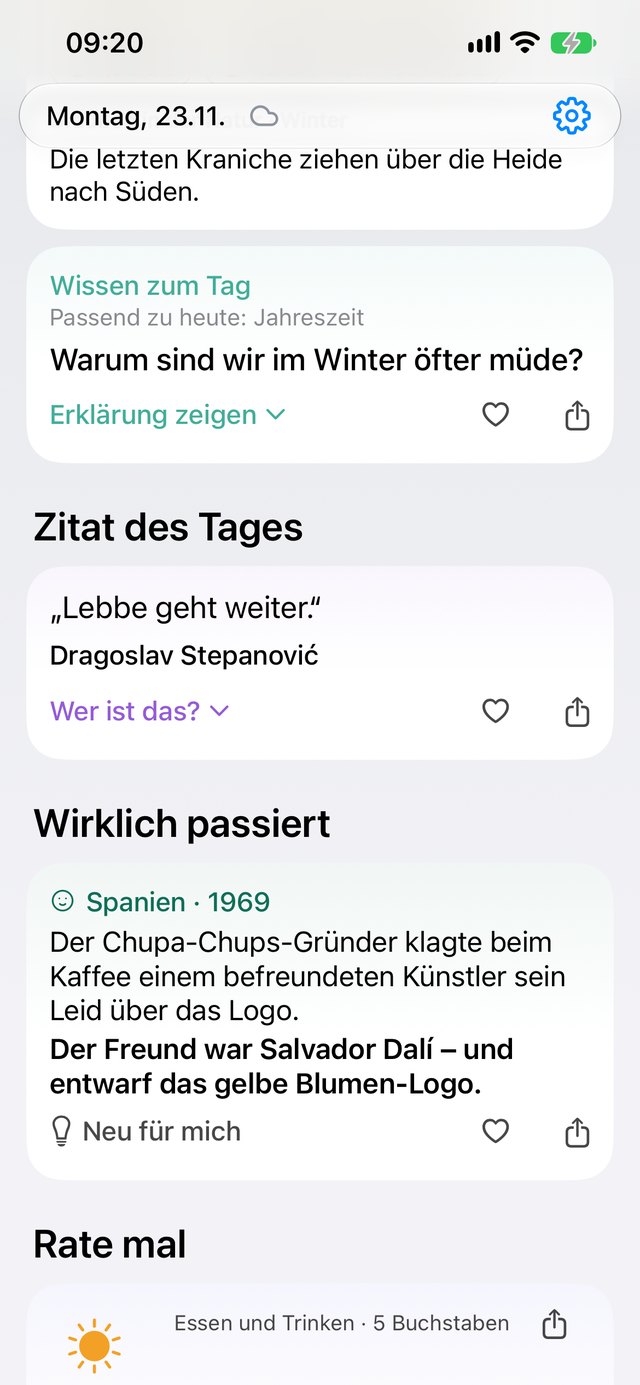 09:20
Montag, 23.11.
Winter
Die letzten Kraniche ziehen über die Heide
nach Süden.
Wissen zum Tag
Passend zu heute: Jahreszeit
Warum sind wir im Winter öfter müde?
Erklärung zeigen
Zitat des Tages
„Lebbe geht weiter.“
Dragoslav Stepanović
Wer ist das?
Wirklich passiert
Spanien · 1969
Der Chupa-Chups-Gründer klagte beim
Kaffee einem befreundeten Künstler sein
Leid über das Logo.
Der Freund war Salvador Dalí – und
entwarf das gelbe Blumen-Logo.
Neu für mich
Rate mal
Essen und Trinken · 5 Buchstaben